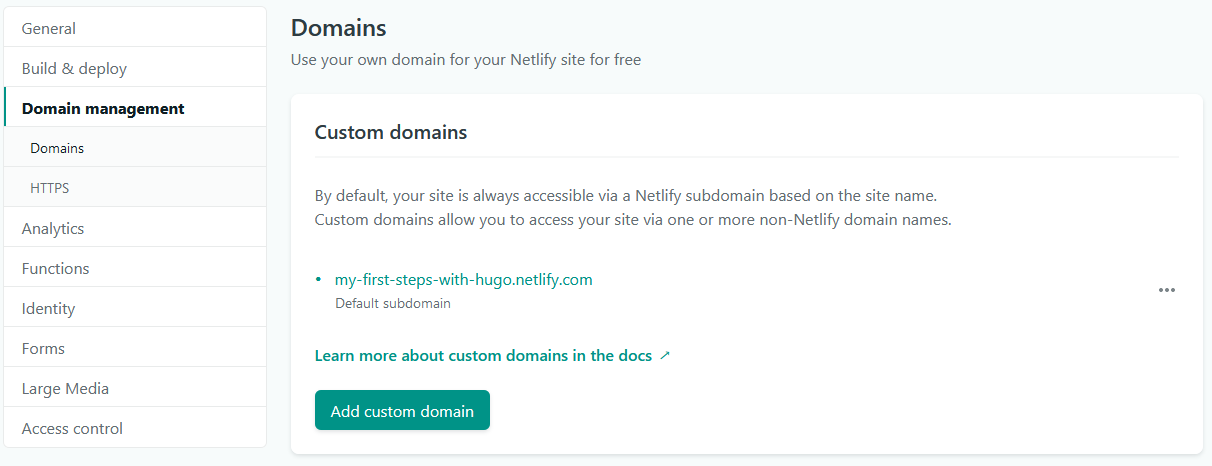 General
Build & deploy
Domain management
Domains
HTTPS
Analytics
Functions
Identity
Forms
Large Media
Access control
Domains
Use your own domain for your Netlify site for free
Custom domains
By default, your site is always accessible via a Netlify subdomain based on the site name.
Custom domains allow you to access your site via one or more non-Netlify domain names.
• my-first-steps-with-hugo.netlify.com
Default subdomain
Learn more about custom domains in the docs ↗
Add custom domain